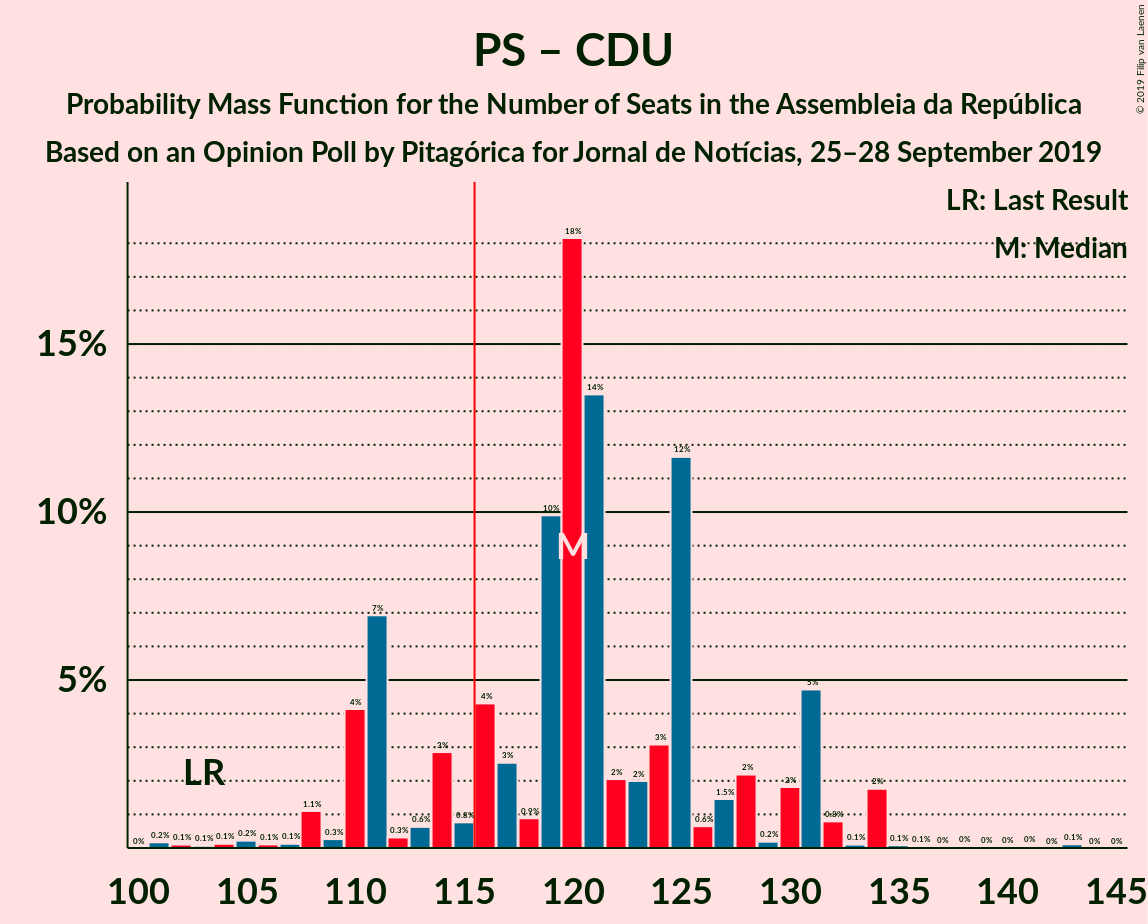 PS – CDU
Probability Mass Function for the Number of Seats in the Assembleia da República
Based on an Opinion Poll by Pitagórica for Jornal de Notícias, 25–28 September 2019
© 2019 Filip van Laenen
LR: Last Result
M: Median
15%
10%
5%
LR
M
0% 0.2% 0.1% 0.1% 0.1% 0.2% 0.1% 0.1% 1.1% 0.3% 4% 7% 0.3% 0.6% 3% 0.8% 4% 3% 0.9% 10% 18% 14% 2% 2% 3% 12% 0.6% 1.5% 2% 0.2% 2% 5% 0.8% 0.1% 2% 0.1% 0.1% 0% 0% 0% 0% 0% 0% 0.1% 0% 0%
100 105 110 115 120 125 130 135 140 145